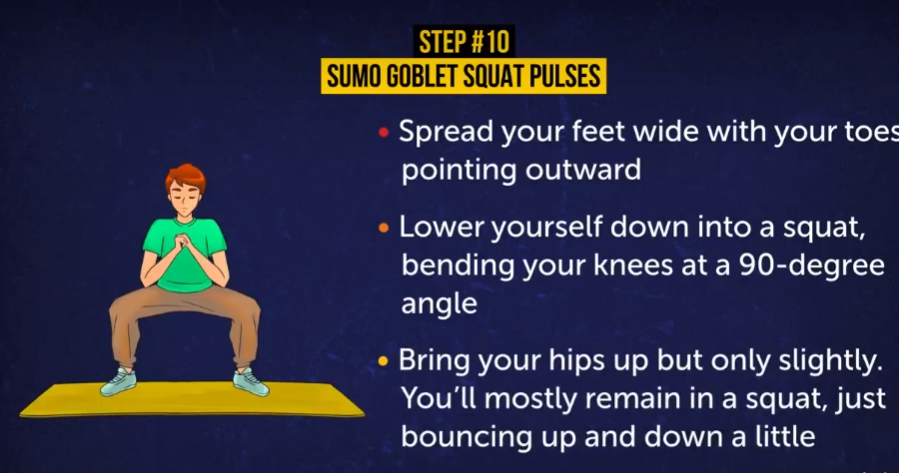 STEP #10
SUMO GOBLET SQUAT PULSES
• Spread your feet wide with your toes
pointing outward
• Lower yourself down into a squat,
bending your knees at a 90-degree
angle
• Bring your hips up but only slightly.
You'll mostly remain in a squat, just
bouncing up and down a little